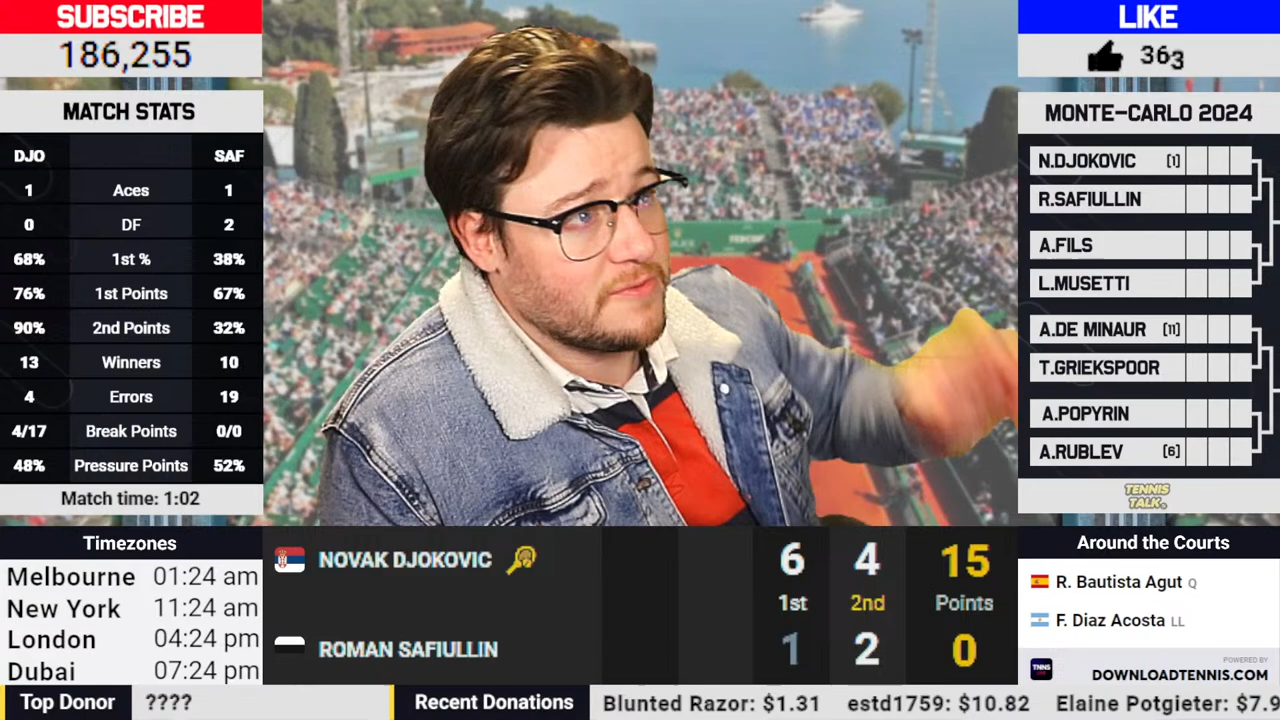 SUBSCRIBE
186,255
MATCH STATS
DJO SAF
1 Aces 1
0 DF 2
68% 1st % 38%
76% 1st Points 67%
90% 2nd Points 32%
13 Winners 10
4 Errors 19
4/17 Break Points 0/0
48% Pressure Points 52%
Match time: 1:02
Timezones
Melbourne 01:24 am
New York 11:24 am
London 04:24 pm
Dubai 07:24 pm
ROLEX
NOVAK DJOKOVIC 6 4 15
1st 2nd Points
ROMAN SAFIULLIN 1 2 0
LIKE
363
MONTE-CARLO 2024
N.DJOKOVIC [1]
R.SAFIULLIN
A.FILS
L.MUSETTI
A.DE MINAUR [11]
T.GRIEKSPOOR
A.POPYRIN
A.RUBLEV [6]
TENNIS
TALK.
Around the Courts
R. Bautista Agut Q
F. Diaz Acosta LL
TNNS
POWERED BY
DOWNLOADTENNIS.COM
Top Donor ???? Recent Donations Blunted Razor: $1.31 estd1759: $10.82 Elaine Potgieter: $7.9